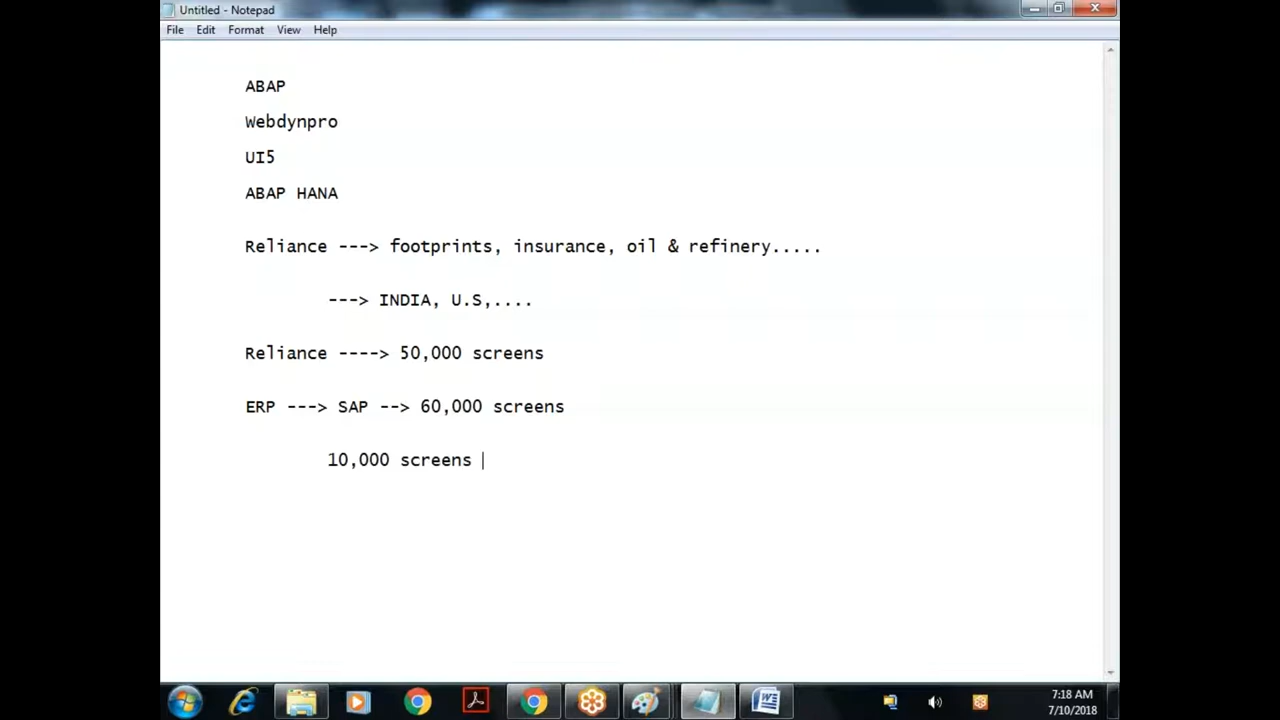 Untitled - Notepad
File Edit Format View Help
ABAP
Webdynpro
UI5
ABAP HANA
Reliance ---> footprints, insurance, oil & refinery.....
---> INDIA, U.S,....
Reliance ----> 50,000 screens
ERP ---> SAP --> 60,000 screens
10,000 screens
7:18 AM
7/10/2018